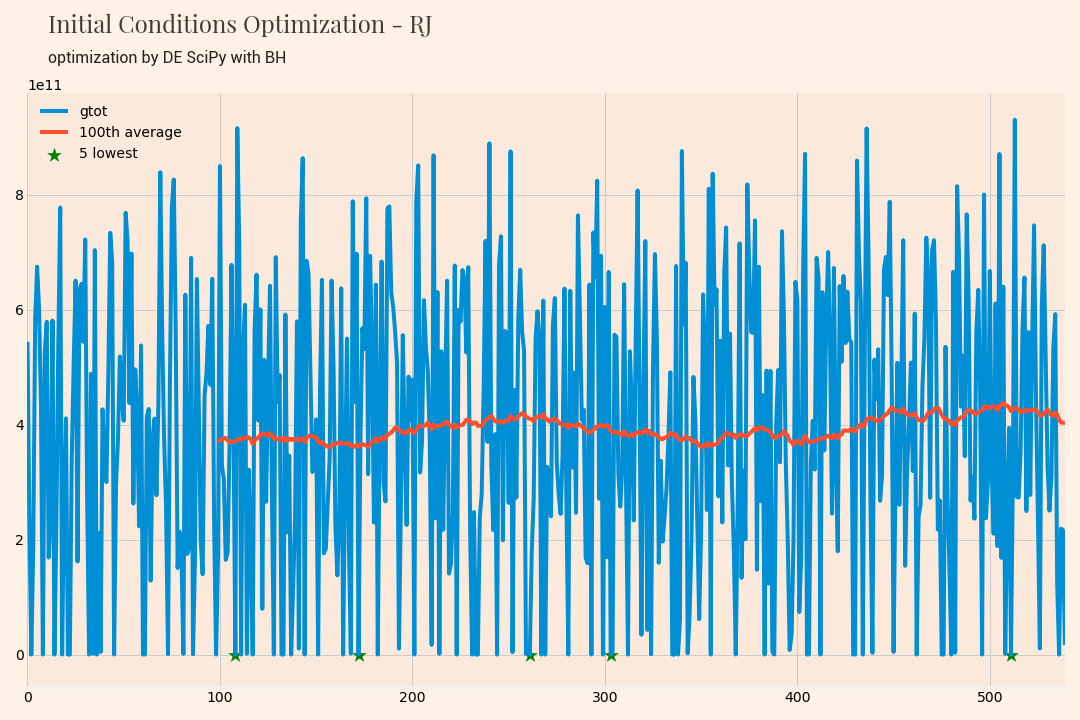 Initial Conditions Optimization - RJ
optimization by DE SciPy with BH
1e11
gtot
100th average
5 lowest
8
6
4
2
0
0 100 200 300 400 500